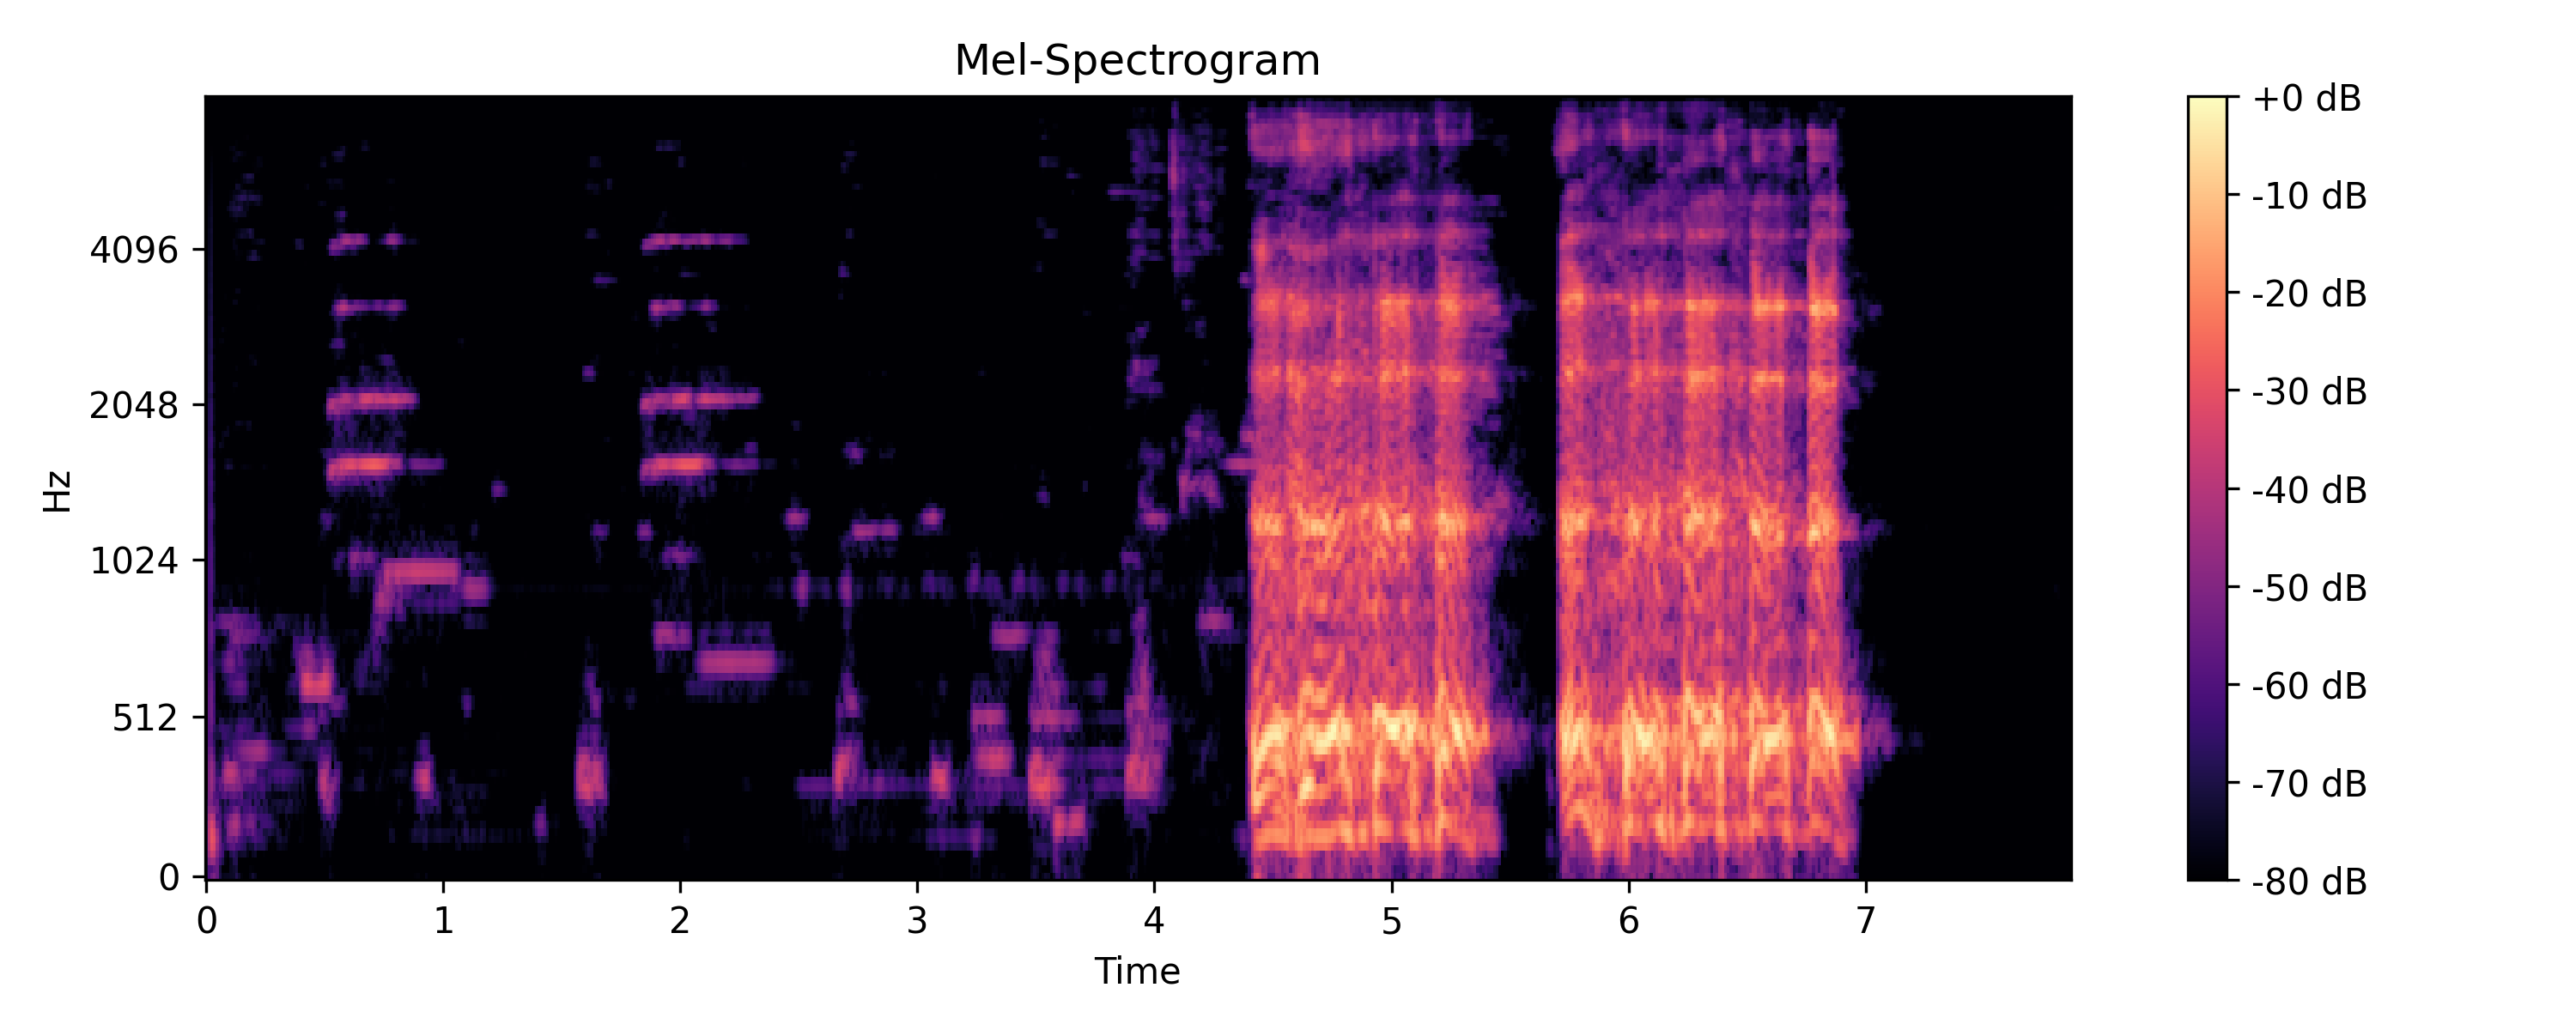 Mel-Spectrogram
+0 dB
-10 dB
-20 dB
-30 dB
-40 dB
-50 dB
-60 dB
-70 dB
-80 dB
4096
2048
1024
512
0
Hz
0 1 2 3 4 5 6 7
Time